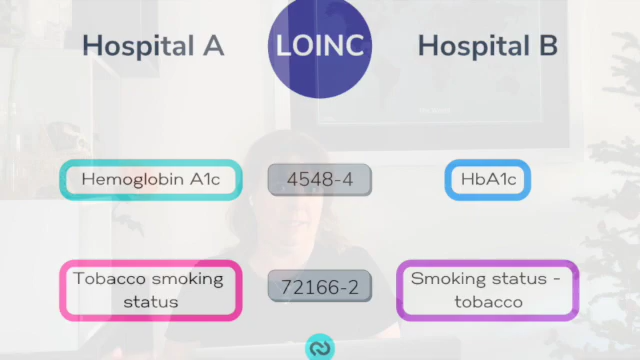 Hospital A
LOINC
Hospital B
Hemoglobin A1c
4548-4
HbA1c
Tobacco smoking
status
72166-2
Smoking status -
tobacco